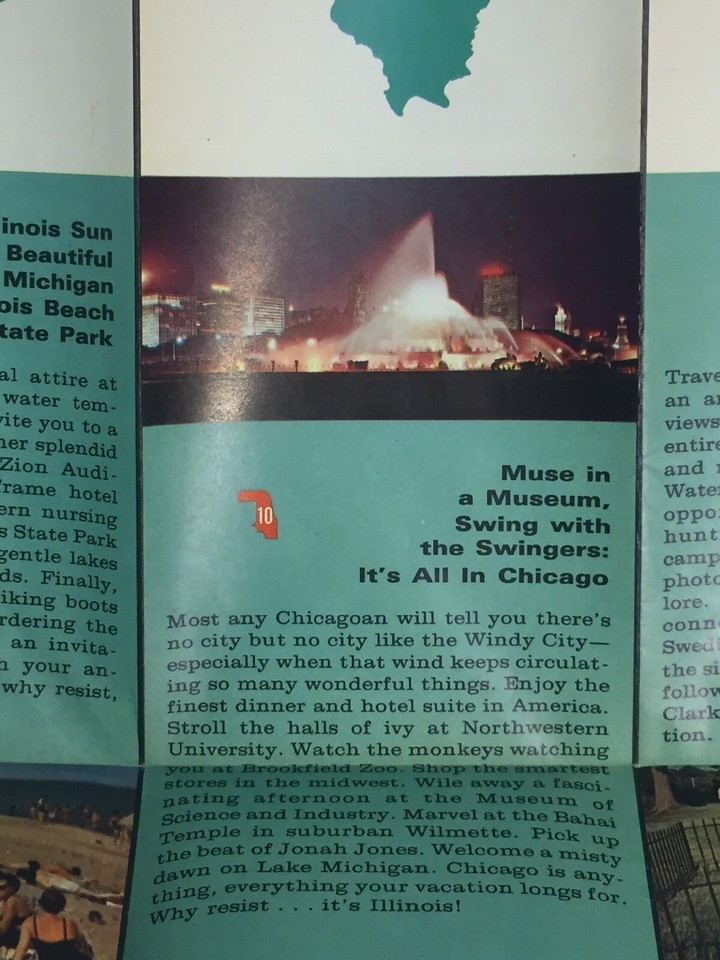 inois Sun
Beautiful
Michigan
ois Beach
tate Park
al attire at
water tem-
vite you to a
her splendid
Zion Audi-
frame hotel
ern nursing
s State Park
gentle lakes
ds. Finally,
iking boots
rdering the
an invita-
h your an-
why resist,
10
Muse in
a Museum,
Swing with
the Swingers:
It's All In Chicago
Most any Chicagoan will tell you there's
no city but no city like the Windy City—
especially when that wind keeps circulat-
ing so many wonderful things. Enjoy the
finest dinner and hotel suite in America.
Stroll the halls of ivy at Northwestern
University. Watch the monkeys watching
you at Brookfield Zoo. Shop the smartest
stores in the midwest. Wile away a fasci-
nating afternoon at the Museum of
Science and Industry. Marvel at the Bahai
Temple in suburban Wilmette. Pick up
the beat of Jonah Jones. Welcome a misty
dawn on Lake Michigan. Chicago is any-
thing, everything your vacation longs for.
Why resist . . . it's Illinois!
Trave
an a
views
entire
and
Water
oppo
hunt
camp
photo
lore.
conn
Swed
the si
follow
Clark
tion.